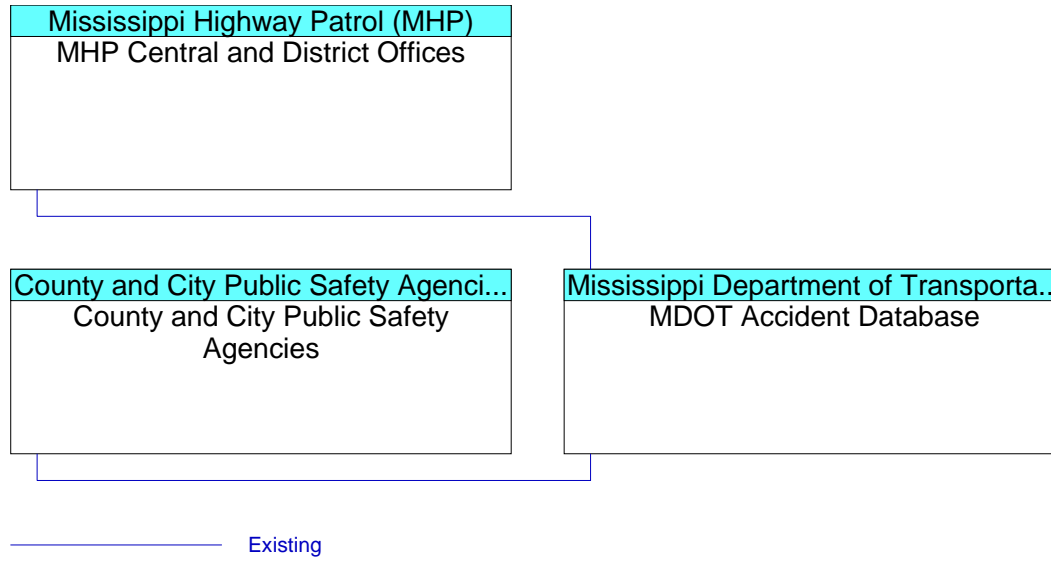 Mississippi Highway Patrol (MHP)
MHP Central and District Offices
County and City Public Safety Agenci...
County and City Public Safety
Agencies
Mississippi Department of Transporta...
MDOT Accident Database
Existing